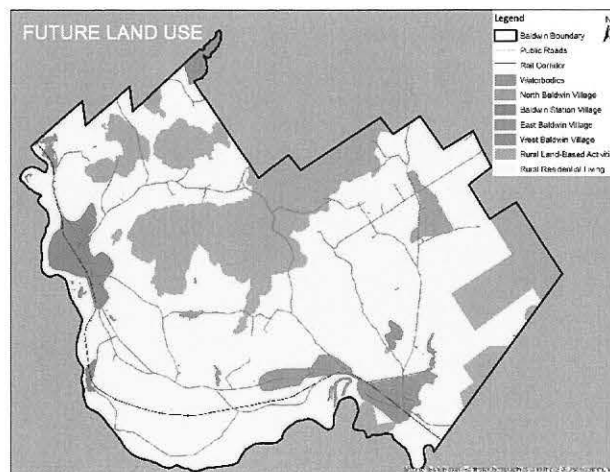 FUTURE LAND USE
Legend
N
Baldwin Boundary
Public Roads
Rail Corridor
Waterbodies
North Baldwin Village
Baldwin Station Village
East Baldwin Village
West Baldwin Village
Rural Land-Based Activiti
Rural Residential Living